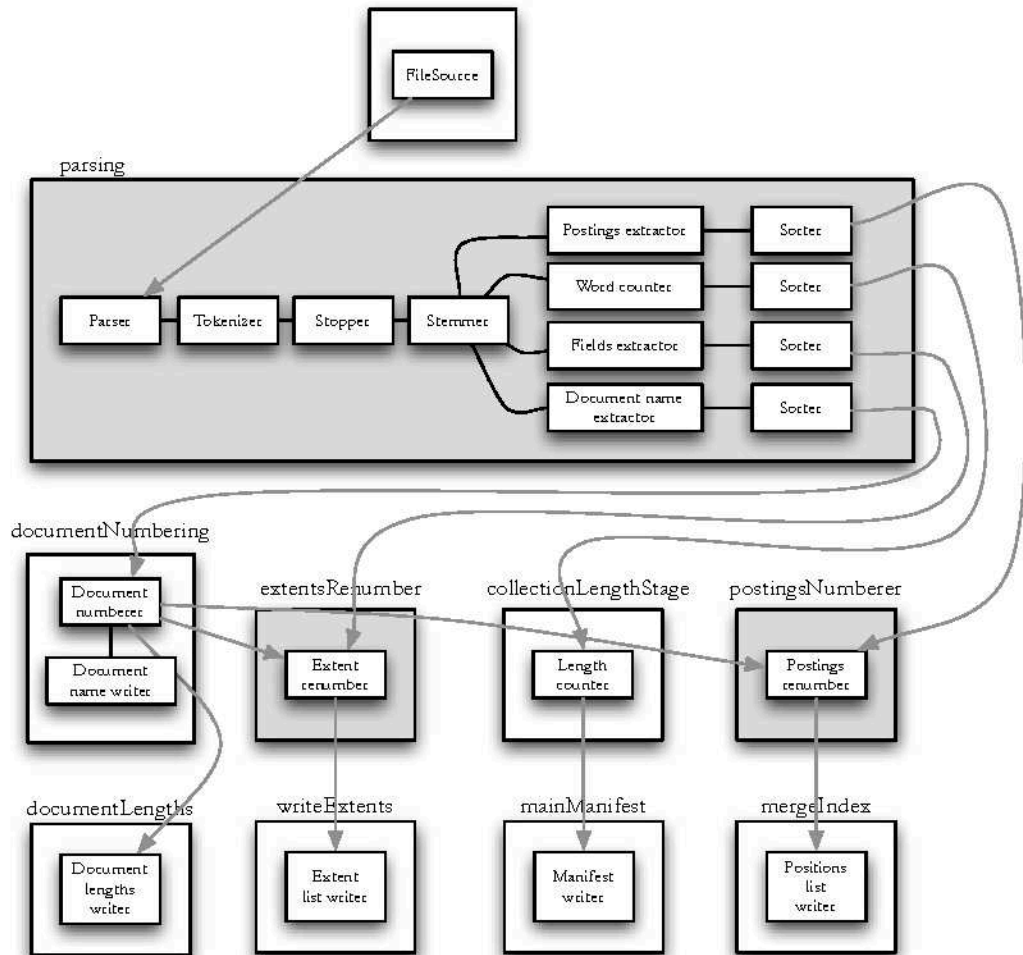 FileSource
parsing
Postings extractor
Sorter
Word counter
Sorter
Parser
Tokenizer
Stopper
Stemmer
Fields extractor
Sorter
Document name
extractor
Sorter
documentNumbering
Document
numberer
Document
name writer
extentsRenumber
Extent
renumber
collectionLengthStage
Length
counter
postingsNumberer
Postings
renumber
documentLengths
Document
lengths
writer
writeExtents
Extent
list writer
mainManifest
Manifest
writer
mergeIndex
Positions
list
writer